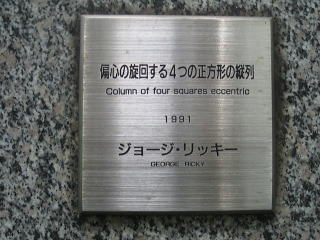 偏心の旋回する4つの正方形の縦列
Column of four squares eccentric
1991
ジョージ・リッキー
GEORGE RICKY